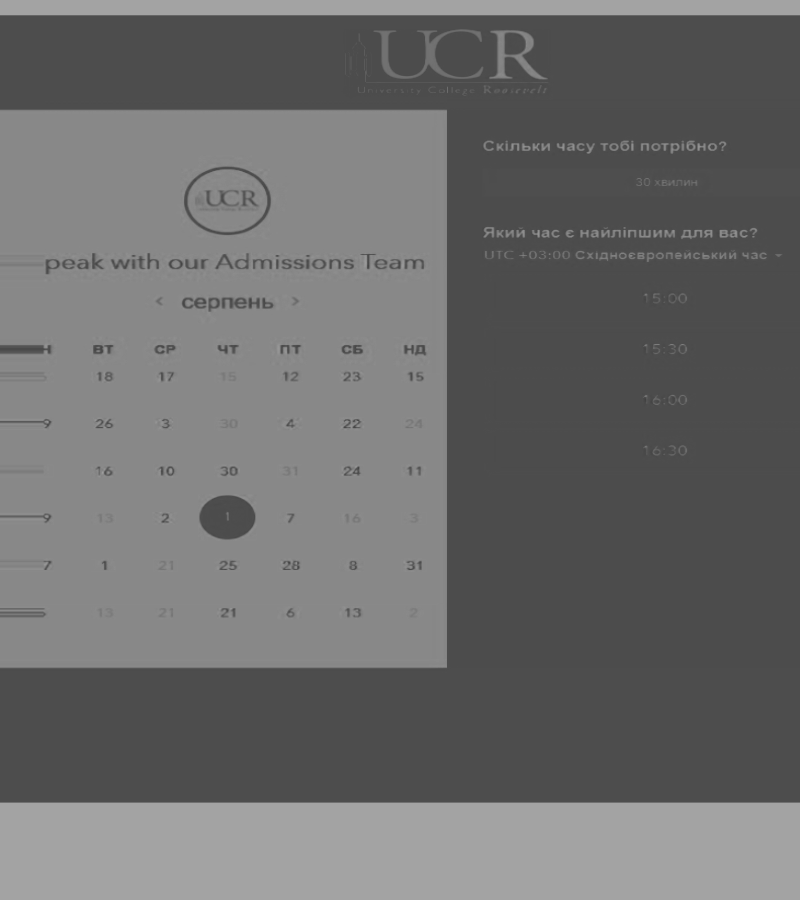 UCR
University College Roosevelt
UCR
peak with our Admissions Team
‹ серпень ›
Н ВТ СР ЧТ ПТ СБ НД
18 17 15 12 23 15
9 26 3 30 4 22 24
16 10 30 31 24 11
9 13 2 1 7 16 3
7 1 21 25 28 8 31
13 21 21 6 13 2
Скільки часу тобі потрібно?
30 хвилин
Який час є найліпшим для вас?
UTC +03:00 Східноєвропейський час
15:00
15:30
16:00
16:30